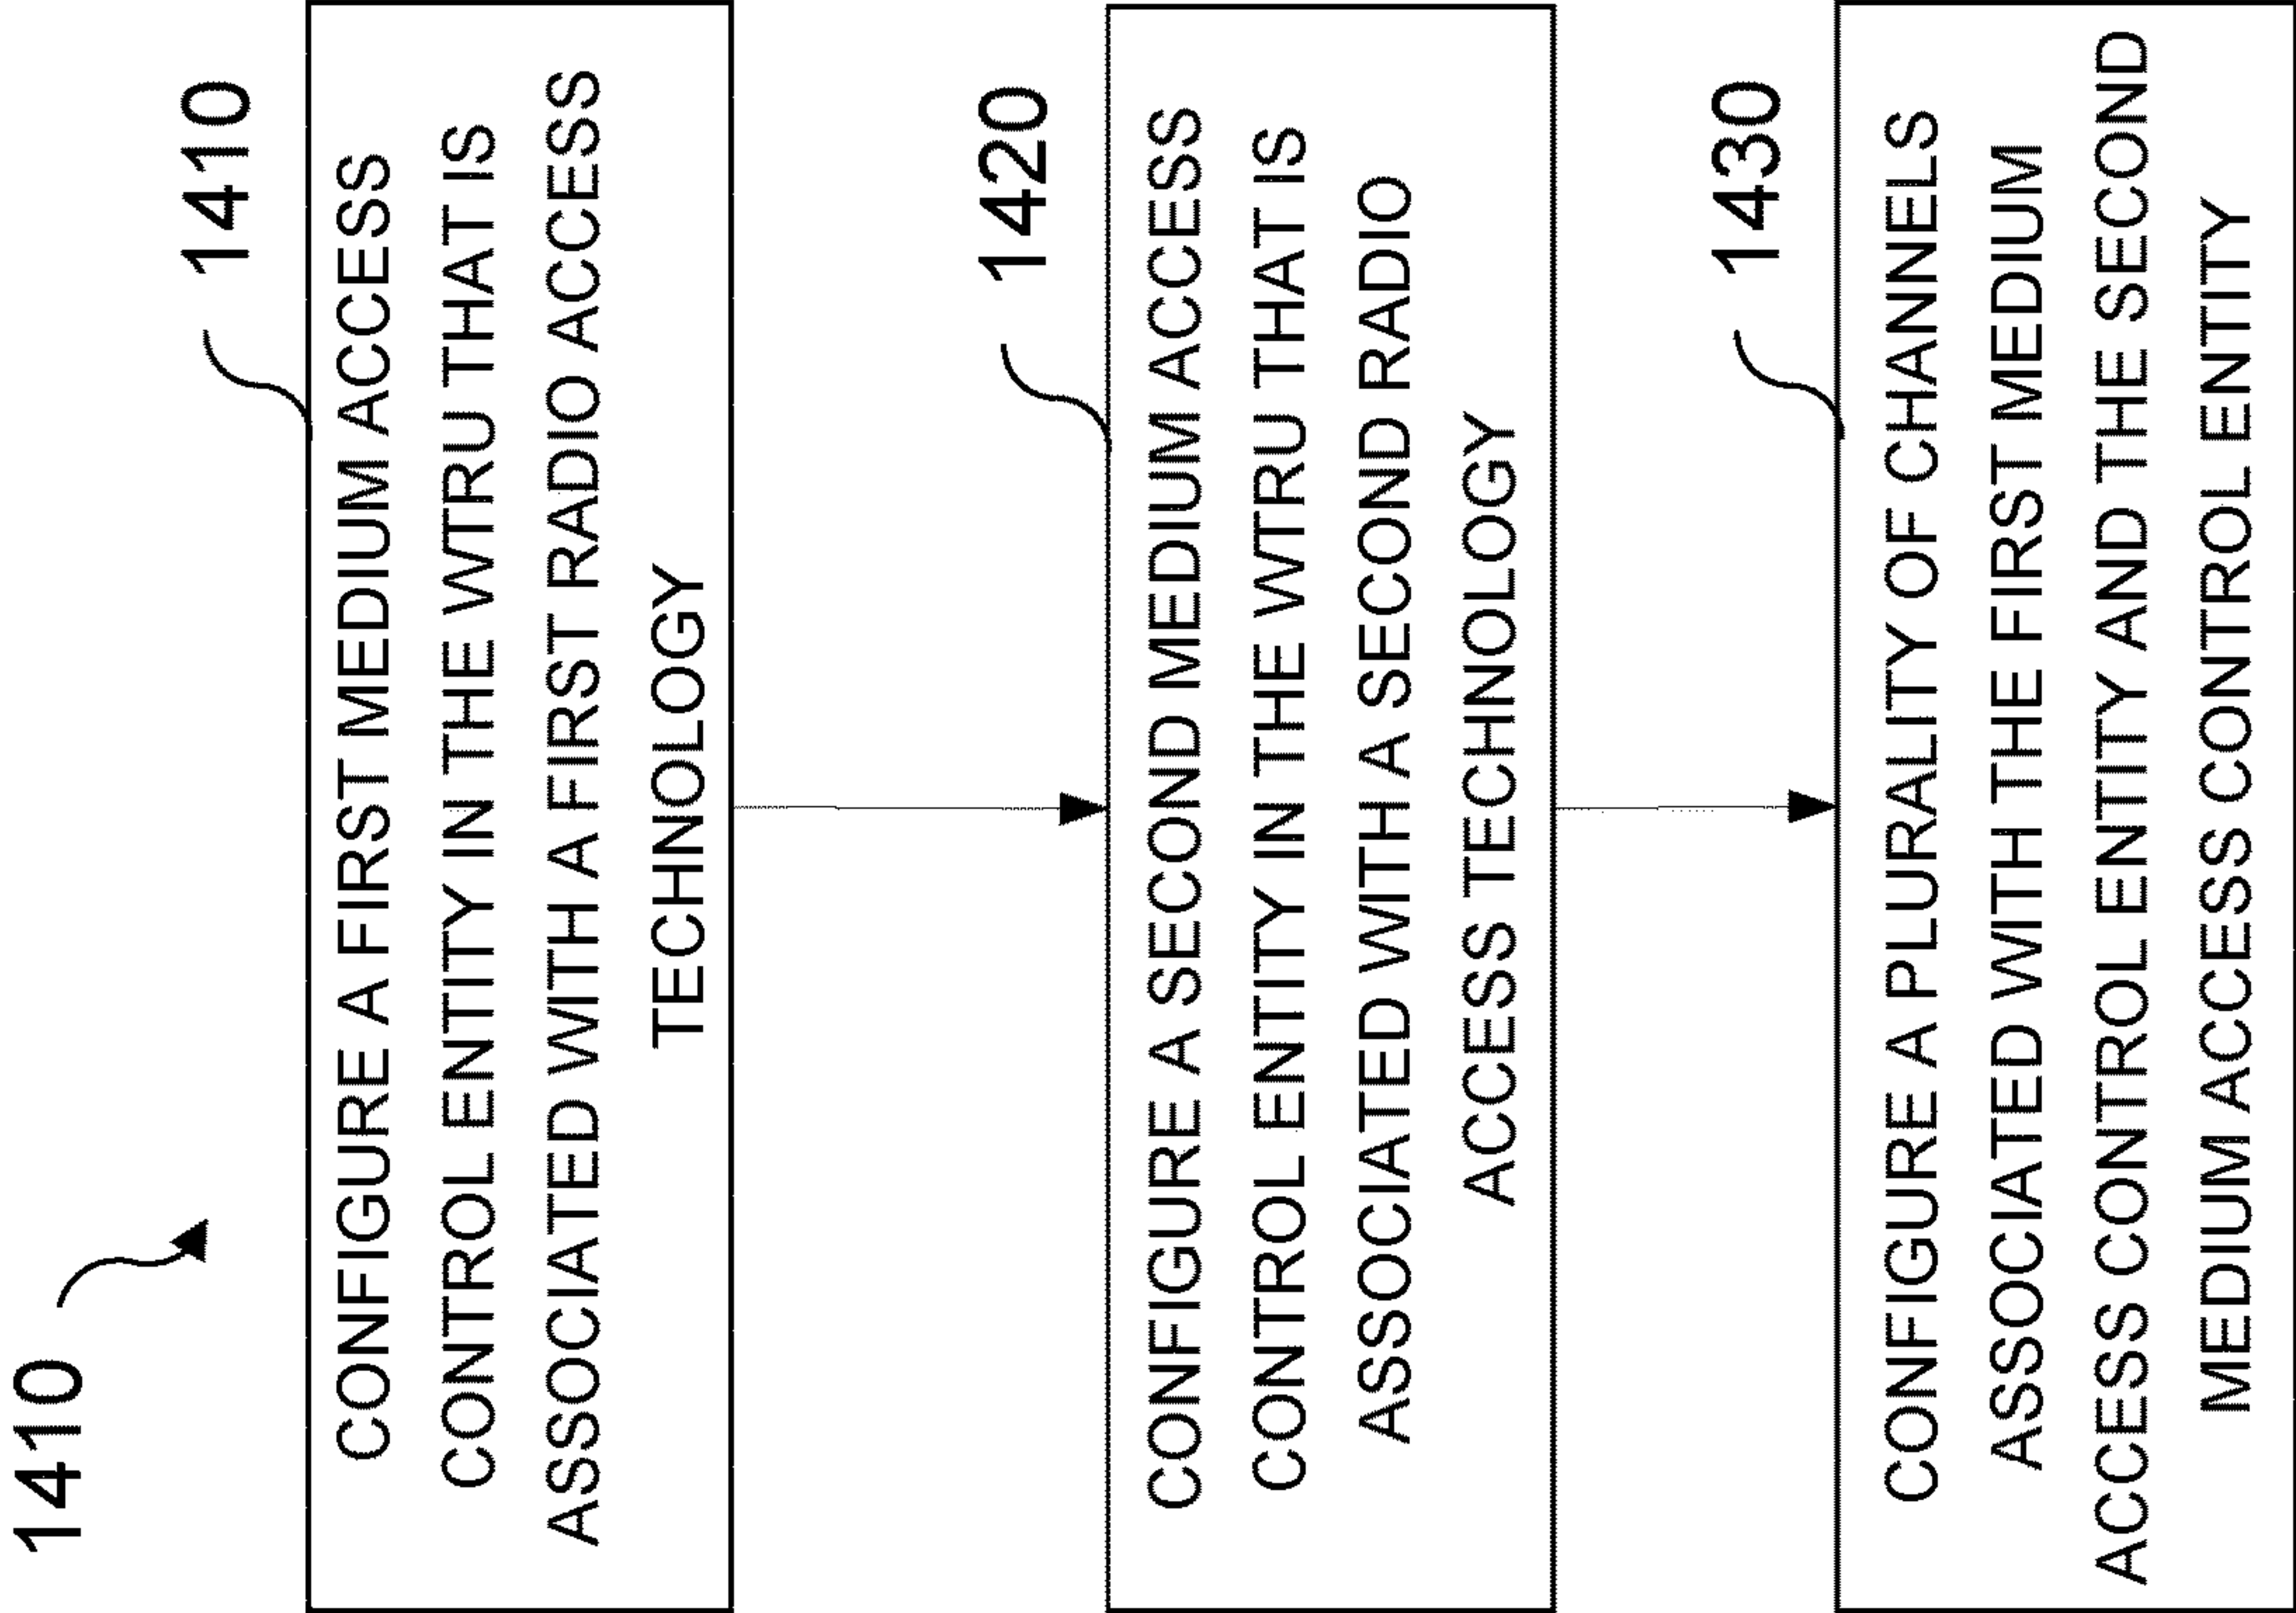 1410
1410
CONFIGURE A FIRST MEDIUM ACCESS
CONTROL ENTITY IN THE WTRU THAT IS
ASSOCIATED WITH A FIRST RADIO ACCESS
TECHNOLOGY
1420
CONFIGURE A SECOND MEDIUM ACCESS
CONTROL ENTITY IN THE WTRU THAT IS
ASSOCIATED WITH A SECOND RADIO
ACCESS TECHNOLOGY
1430
CONFIGURE A PLURALITY OF CHANNELS
ASSOCIATED WITH THE FIRST MEDIUM
ACCESS CONTROL ENTITY AND THE SECOND
MEDIUM ACCESS CONTROL ENTITY